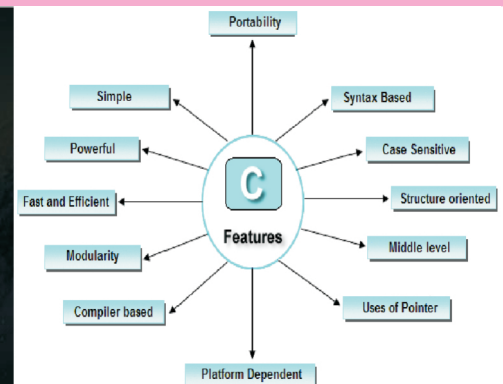 Portability
Simple
Syntax Based
Powerful
Case Sensitive
C
Fast and Efficient
Structure oriented
Features
Modularity
Middle level
Compiler based
Uses of Pointer
Platform Dependent